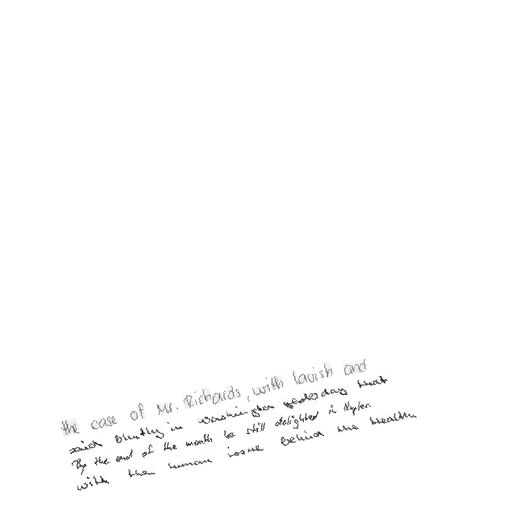 the case of Mr. Richards, with lavish and
said bluntly in Washington yesterday that
By the end of the month he still delighted in
with the human issue behind the Health